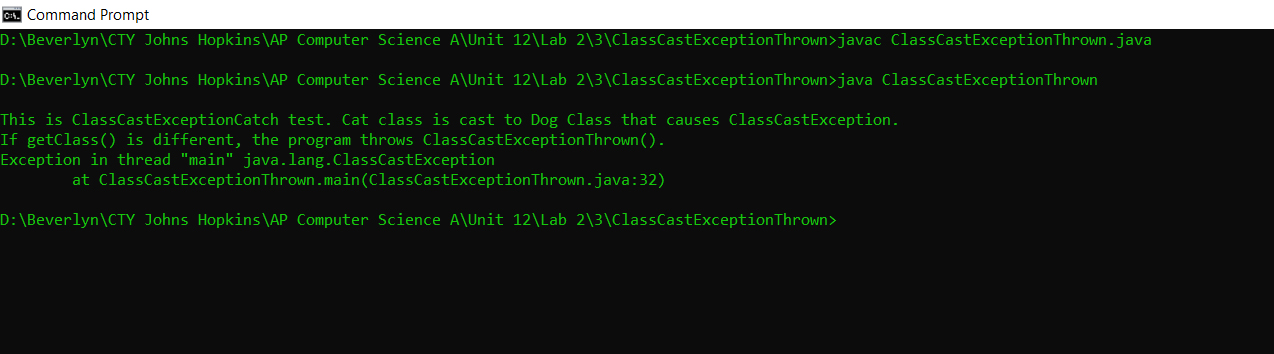 Command Prompt
D:\Beverlyn\CTY Johns Hopkins\AP Computer Science A\Unit 12\Lab 2\3\ClassCastExceptionThrown>javac ClassCastExceptionThrown.java
D:\Beverlyn\CTY Johns Hopkins\AP Computer Science A\Unit 12\Lab 2\3\ClassCastExceptionThrown>java ClassCastExceptionThrown
This is ClassCastExceptionCatch test. Cat class is cast to Dog Class that causes ClassCastException.
If getClass() is different, the program throws ClassCastExceptionThrown().
Exception in thread "main" java.lang.ClassCastException
        at ClassCastExceptionThrown.main(ClassCastExceptionThrown.java:32)
D:\Beverlyn\CTY Johns Hopkins\AP Computer Science A\Unit 12\Lab 2\3\ClassCastExceptionThrown>